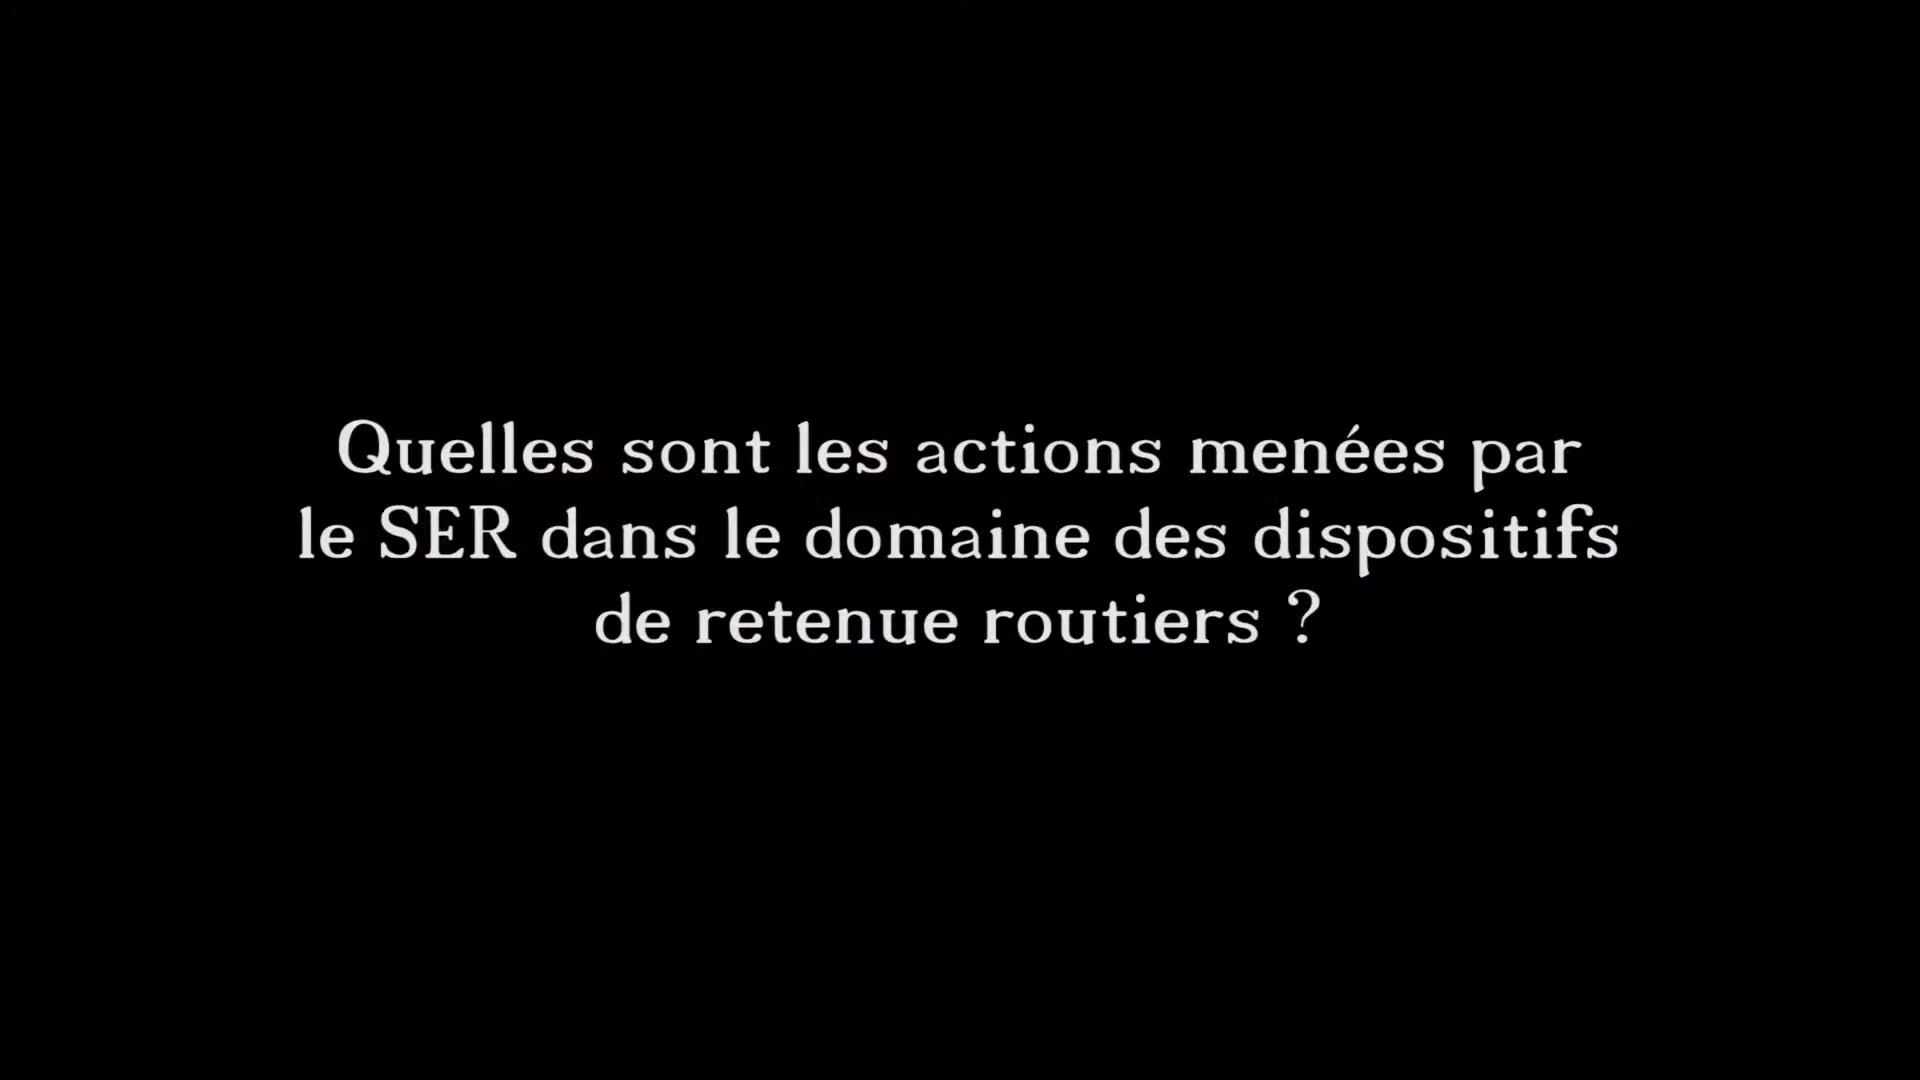 Quelles sont les actions menées par
le SER dans le domaine des dispositifs
de retenue routiers ?